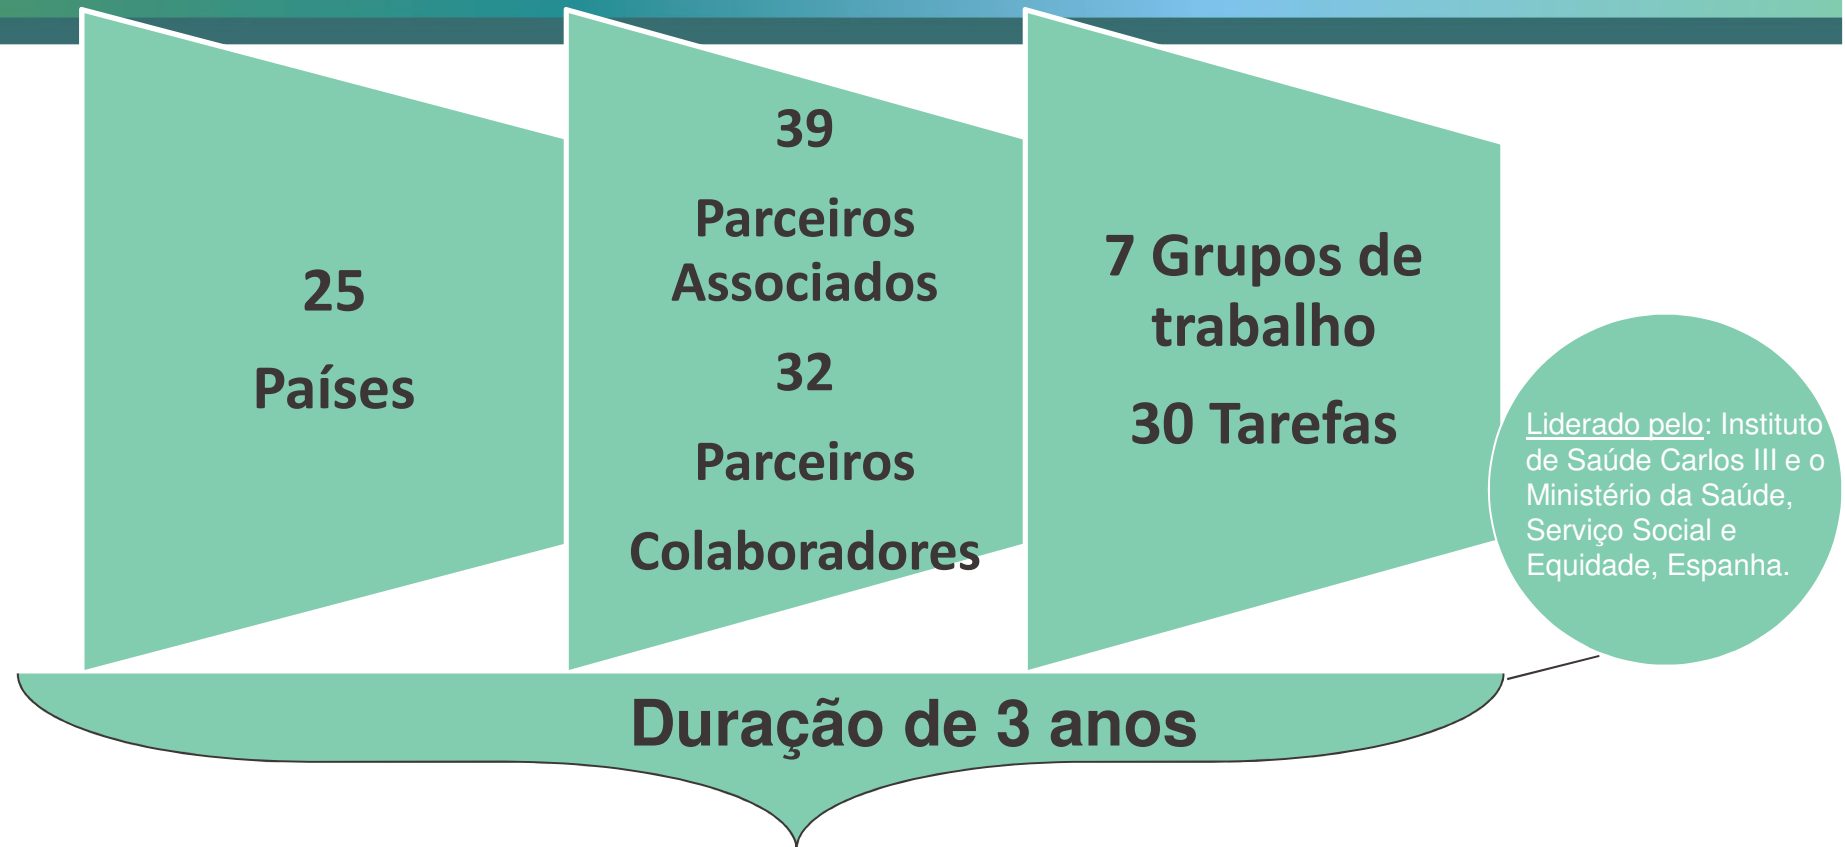 25
Países
39
Parceiros
Associados
32
Parceiros
Colaboradores
7 Grupos de
trabalho
30 Tarefas
Liderado pelo: Instituto
de Saúde Carlos III e o
Ministério da Saúde,
Serviço Social e
Equidade, Espanha.
Duração de 3 anos